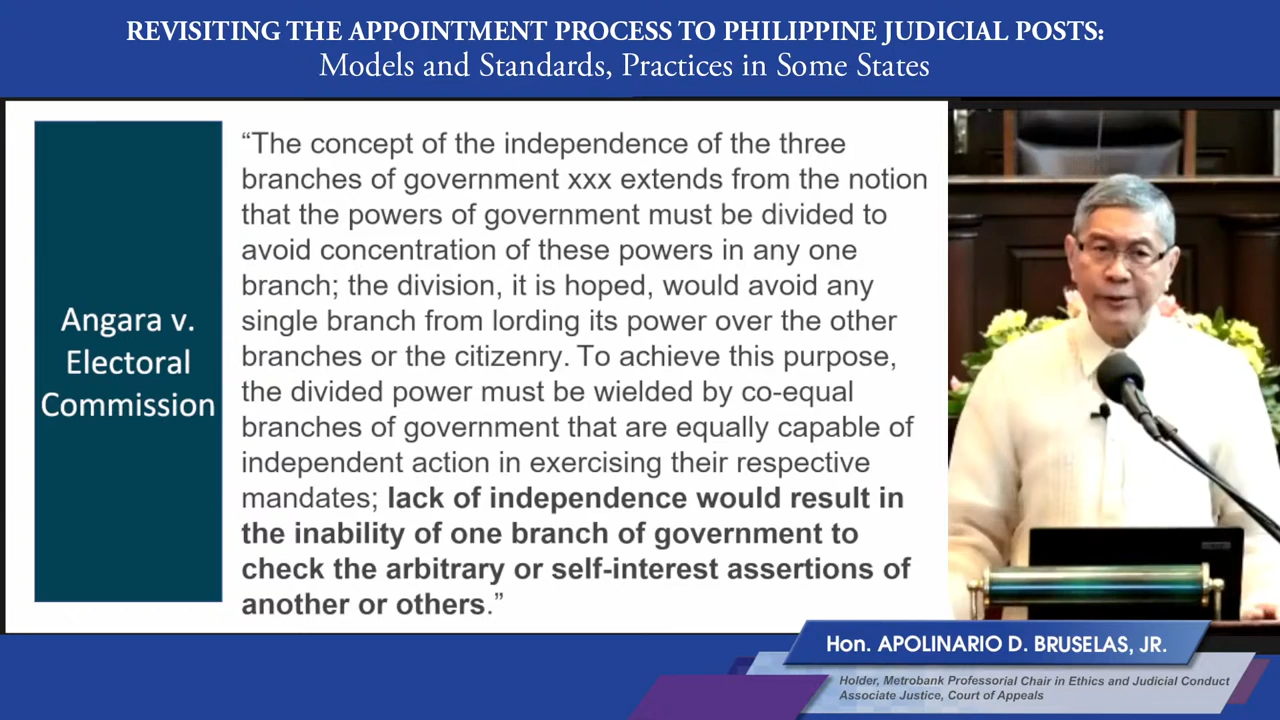 REVISITING THE APPOINTMENT PROCESS TO PHILIPPINE JUDICIAL POSTS:
Models and Standards, Practices in Some States
Angara v.
Electoral
Commission
“The concept of the independence of the three
branches of government xxx extends from the notion
that the powers of government must be divided to
avoid concentration of these powers in any one
branch; the division, it is hoped, would avoid any
single branch from lording its power over the other
branches or the citizenry. To achieve this purpose,
the divided power must be wielded by co-equal
branches of government that are equally capable of
independent action in exercising their respective
mandates; lack of independence would result in
the inability of one branch of government to
check the arbitrary or self-interest assertions of
another or others.”
Hon. APOLINARIO D. BRUSELAS, JR.
Holder, Metrobank Professorial Chair in Ethics and Judicial Conduct
Associate Justice, Court of Appeals